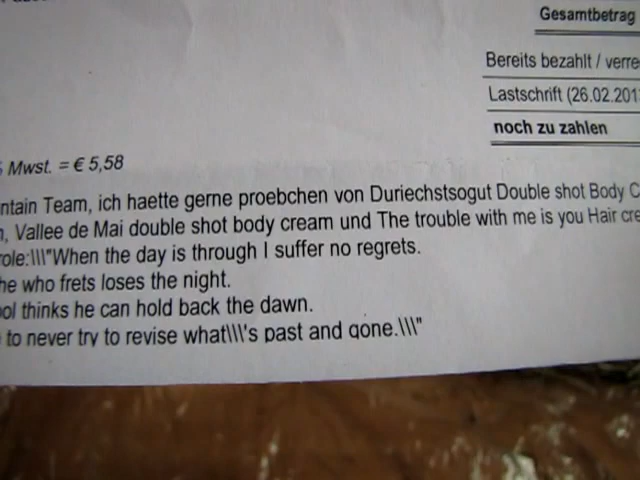 Gesamtbetrag
Bereits bezahlt / verre
Lastschrift (26.02.201
noch zu zahlen
Mwst. = € 5,58
ntain Team, ich haette gerne proebchen von Duriechstsogut Double shot Body C
n, Vallee de Mai double shot body cream und The trouble with me is you Hair cre
role:\\\"When the day is through I suffer no regrets.
he who frets loses the night.
ool thinks he can hold back the dawn.
to never try to revise what\\\'s past and gone.\\\"